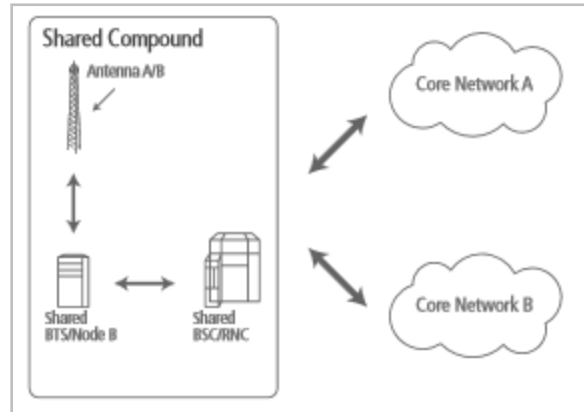 Shared Compound
Antenna A/B
Core Network A
Shared
BTS/Node B
Shared
BSC/RNC
Core Network B